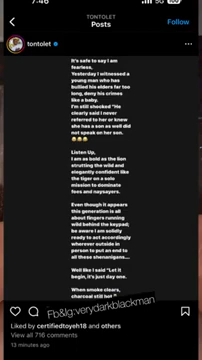 7:46
5G
TONTOLET
Posts
Follow
tontolet
It's safe to say I am
fearless,
Yesterday I witnessed a
young man who has
bullied his elders far too
long, deny his crimes
like a baby.
I'm still shocked "He
clearly said I never
referred to her or knew
she has a son as well did
not speak on her son.
😂😂😂
Listen Up,
I am as bold as the lion
strutting the wild and
elegantly confident like
the tiger on a sole
mission to dominate
foes and naysayers.
Even though it appears
this generation is all
about fingers running
wild behind the keypad;
be aware I am solidly
ready to act accordingly
wherever outside in
person to put an end to
all these shenanigans....
Well like I said "Let it
begin, it's just day one.
When smoke clears,
charcoal still hot
Fb&Ig:verydarkblackman
Liked by certifiedtoyeh18 and others
View all 716 comments
13 minutes ago